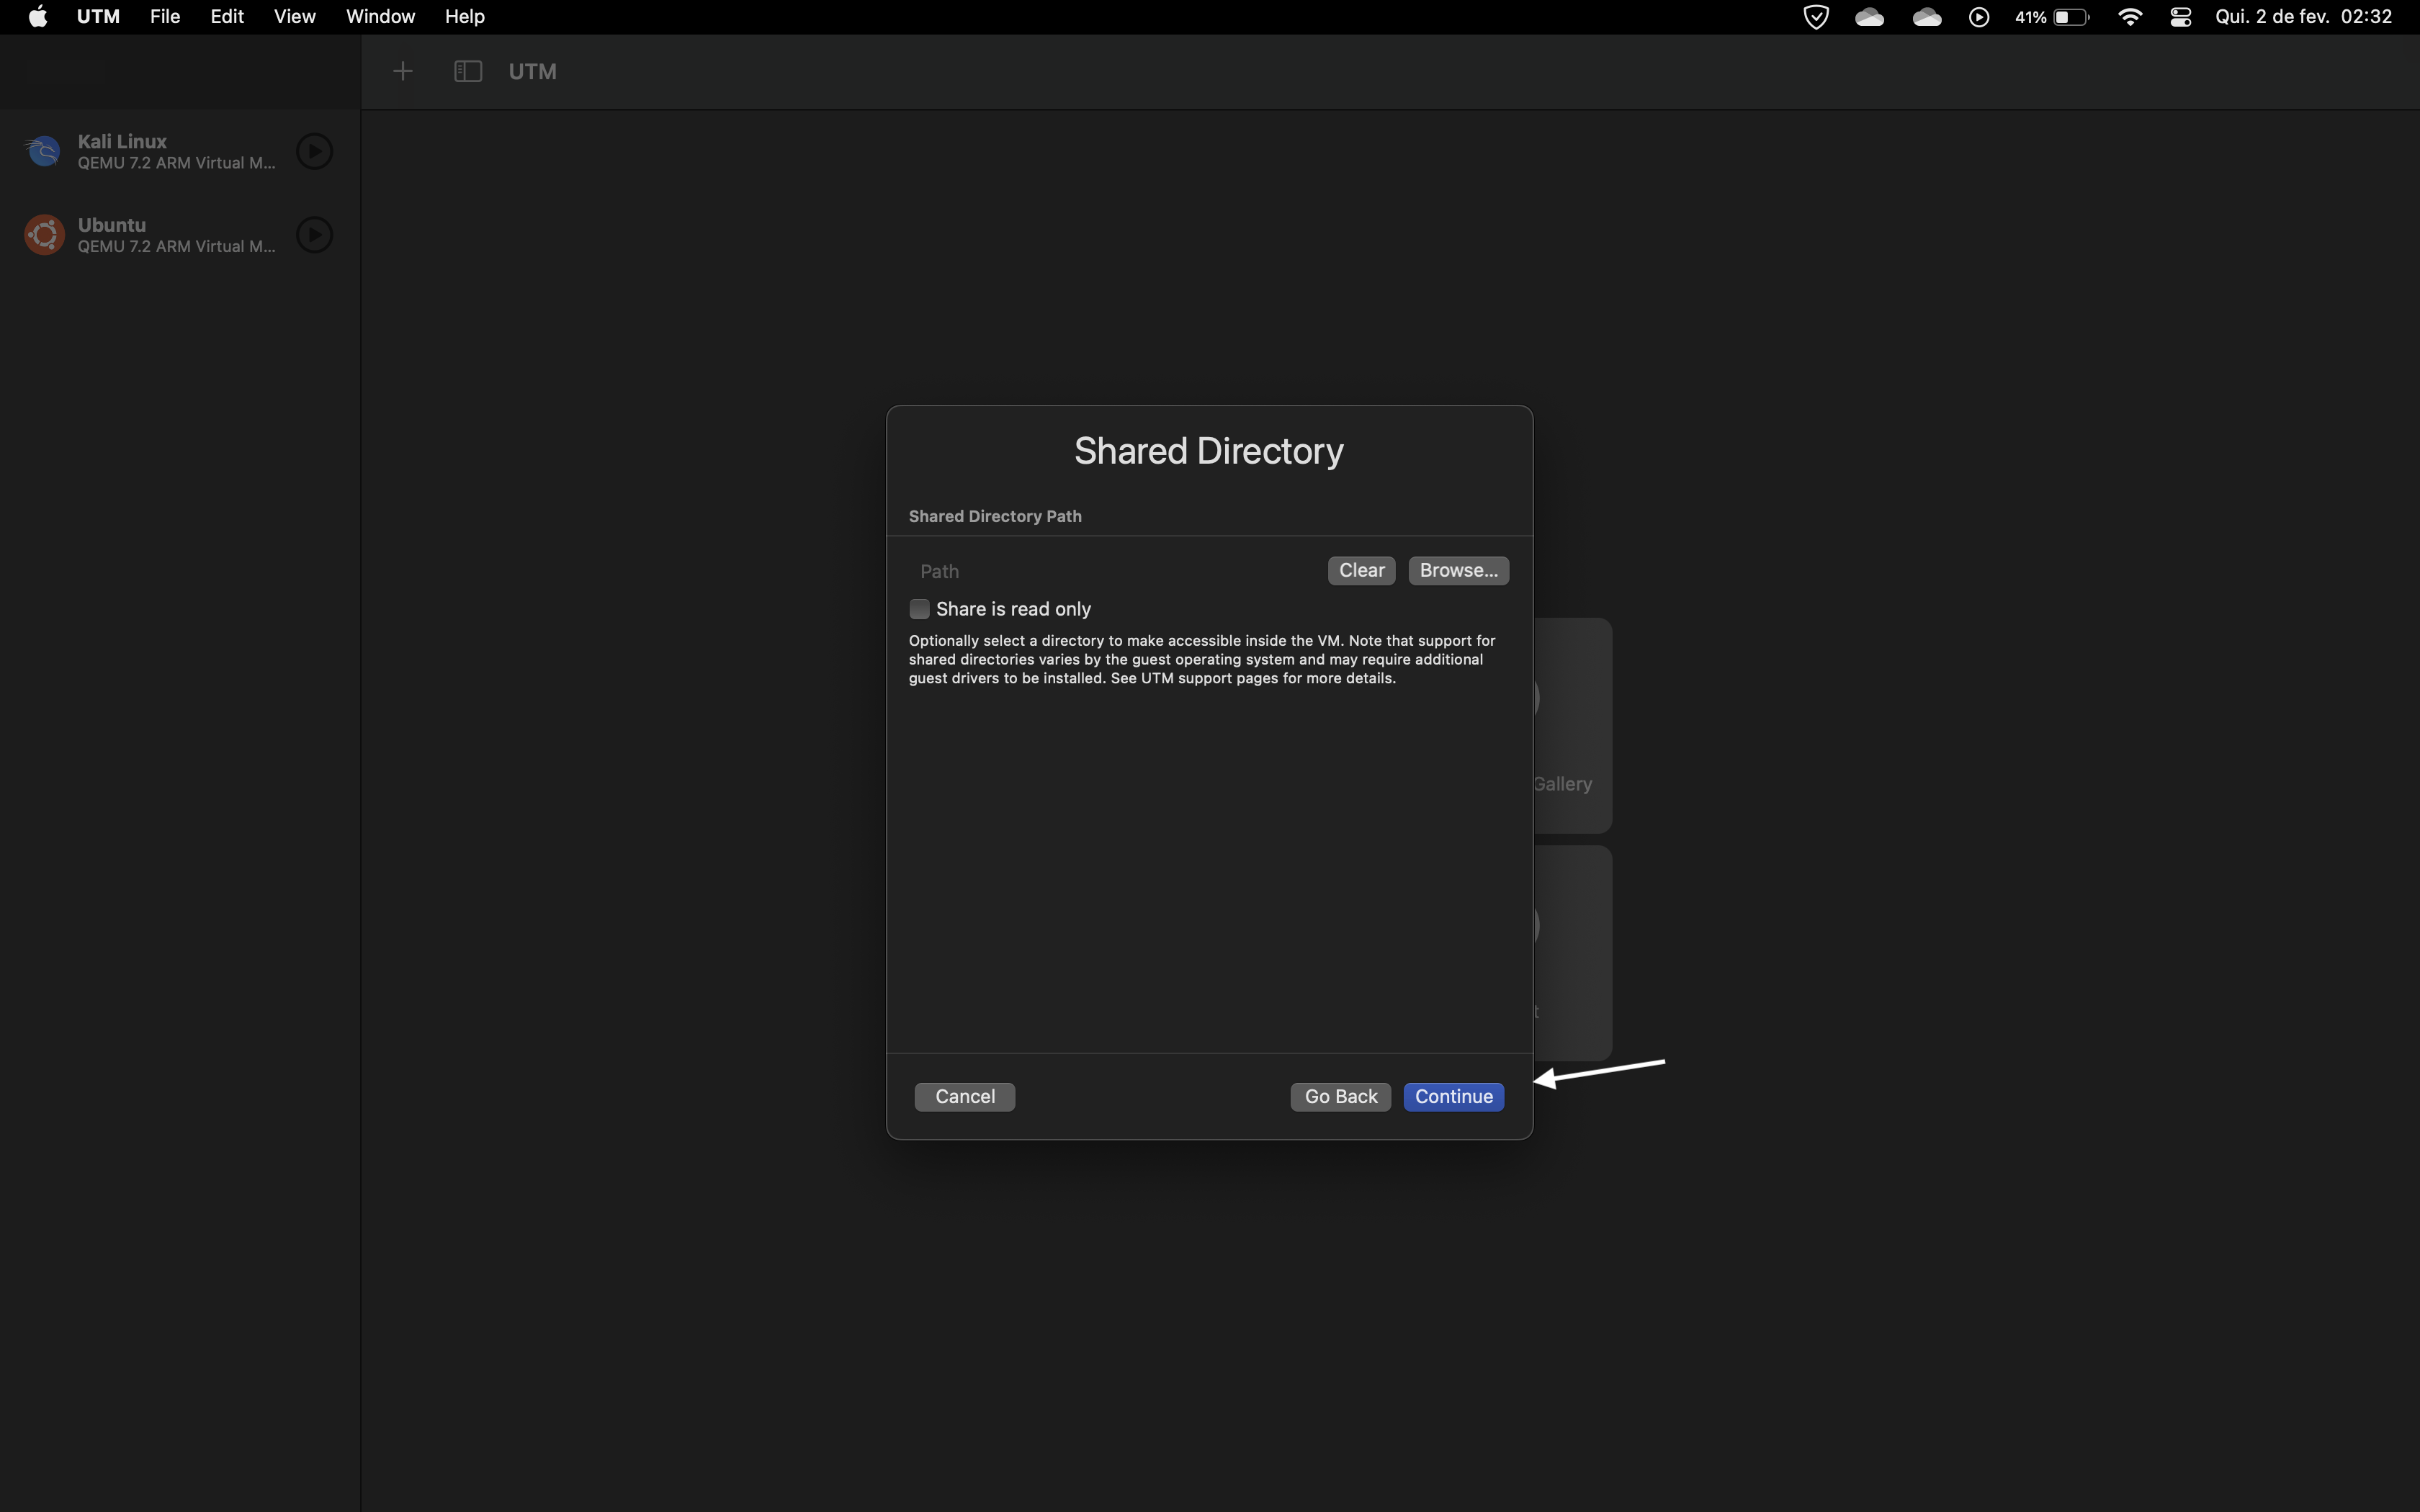 UTM File Edit View Window Help 41% Qui. 2 de fev. 02:32
UTM
Kali Linux
QEMU 7.2 ARM Virtual M...
Ubuntu
QEMU 7.2 ARM Virtual M...
Shared Directory
Shared Directory Path
Path Clear Browse...
Share is read only
Optionally select a directory to make accessible inside the VM. Note that support for
shared directories varies by the guest operating system and may require additional
guest drivers to be installed. See UTM support pages for more details.
Gallery
t
Cancel Go Back Continue